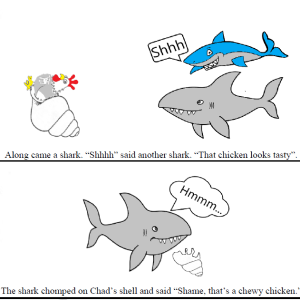 Shhh
Along came a shark. “Shhhh” said another shark. “That chicken looks tasty”.
Hmmm...
The shark chomped on Chad’s shell and said “Shame, that’s a chewy chicken.”